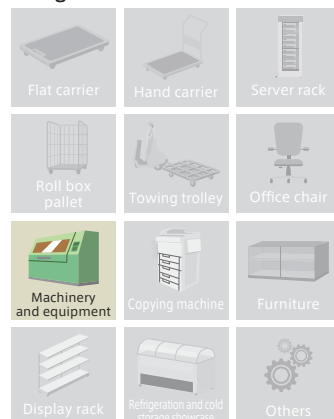 Flat carrier
Hand carrier
Server rack
Roll box
pallet
Towing trolley
Office chair
Machinery
and equipment
Copying machine
Furniture
Display rack
Refrigeration and cold
storage showcase
Others